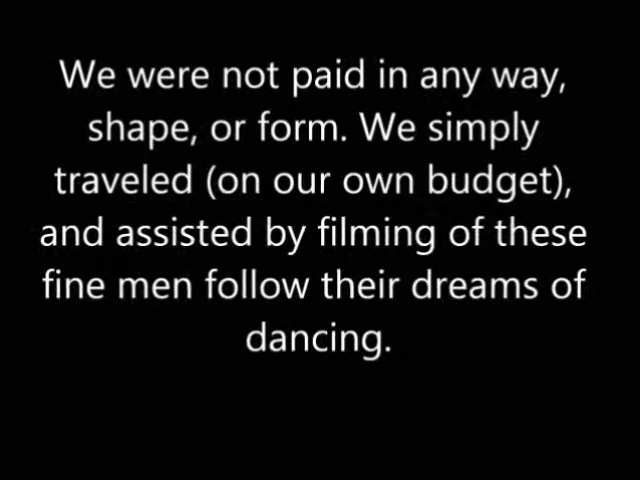 We were not paid in any way,
shape, or form. We simply
traveled (on our own budget),
and assisted by filming of these
fine men follow their dreams of
dancing.